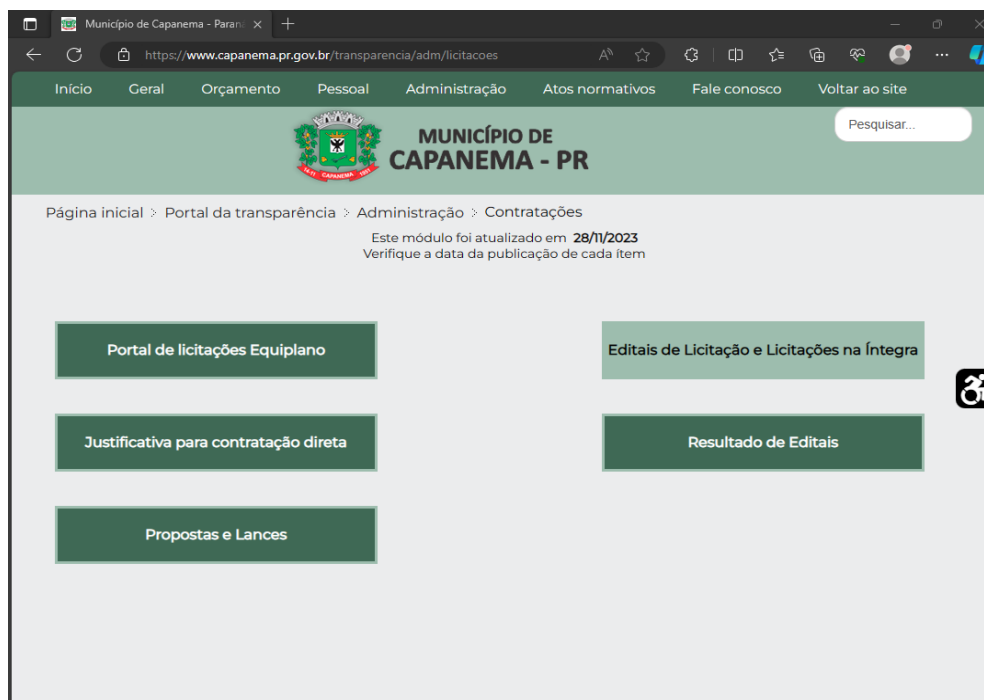 Município de Capanema - Paraná
https://www.capanema.pr.gov.br/transparencia/adm/licitacoes
Início Geral Orçamento Pessoal Administração Atos normativos Fale conosco Voltar ao site
MUNICÍPIO DE
CAPANEMA - PR
Pesquisar...
CAPANEMA
Página inicial > Portal da transparência > Administração > Contratações
Este módulo foi atualizado em 28/11/2023
Verifique a data da publicação de cada ítem
Portal de licitações Equiplano
Editais de Licitação e Licitações na Íntegra
Justificativa para contratação direta
Resultado de Editais
Propostas e Lances